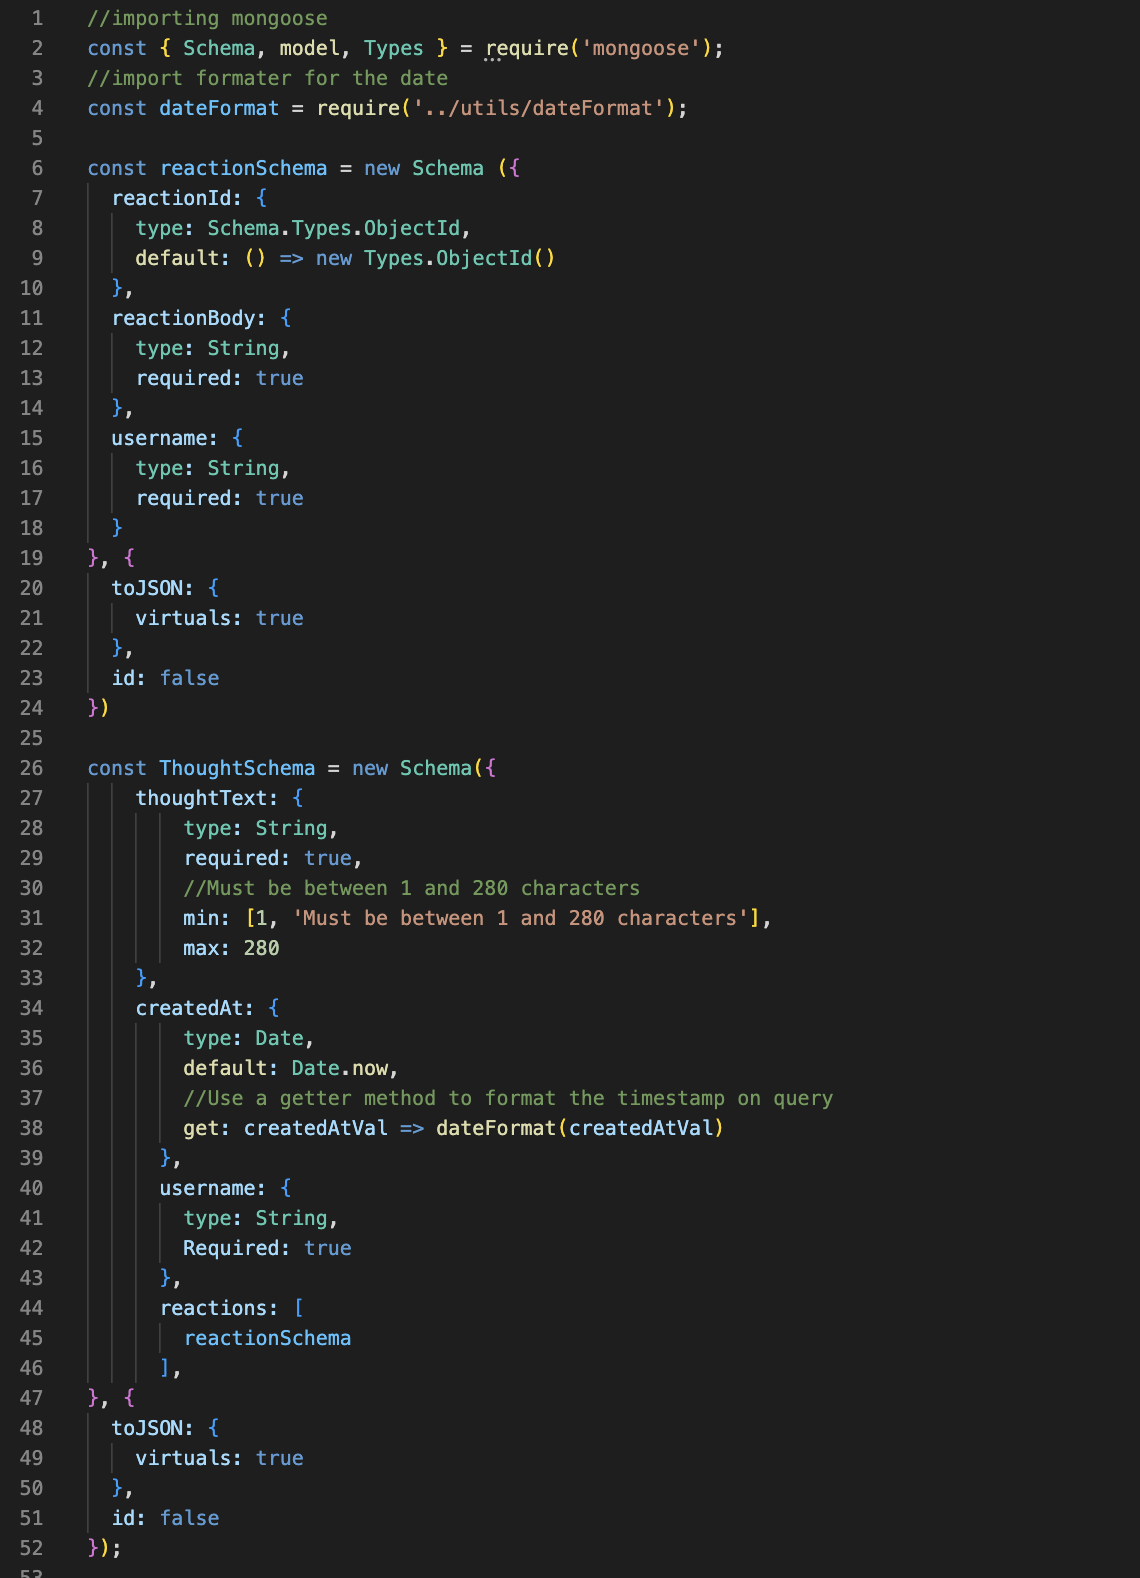 1 //importing mongoose
2 const { Schema, model, Types } = require('mongoose');
3 //import formater for the date
4 const dateFormat = require('../utils/dateFormat');
5
6 const reactionSchema = new Schema ({
7 reactionId: {
8 type: Schema.Types.ObjectId,
9 default: () => new Types.ObjectId()
10 },
11 reactionBody: {
12 type: String,
13 required: true
14 },
15 username: {
16 type: String,
17 required: true
18 }
19 }, {
20 toJSON: {
21 virtuals: true
22 },
23 id: false
24 })
25
26 const ThoughtSchema = new Schema({
27 thoughtText: {
28 type: String,
29 required: true,
30 //Must be between 1 and 280 characters
31 min: [1, 'Must be between 1 and 280 characters'],
32 max: 280
33 },
34 createdAt: {
35 type: Date,
36 default: Date.now,
37 //Use a getter method to format the timestamp on query
38 get: createdAtVal => dateFormat(createdAtVal)
39 },
40 username: {
41 type: String,
42 Required: true
43 },
44 reactions: [
45 reactionSchema
46 ],
47 }, {
48 toJSON: {
49 virtuals: true
50 },
51 id: false
52 });
53